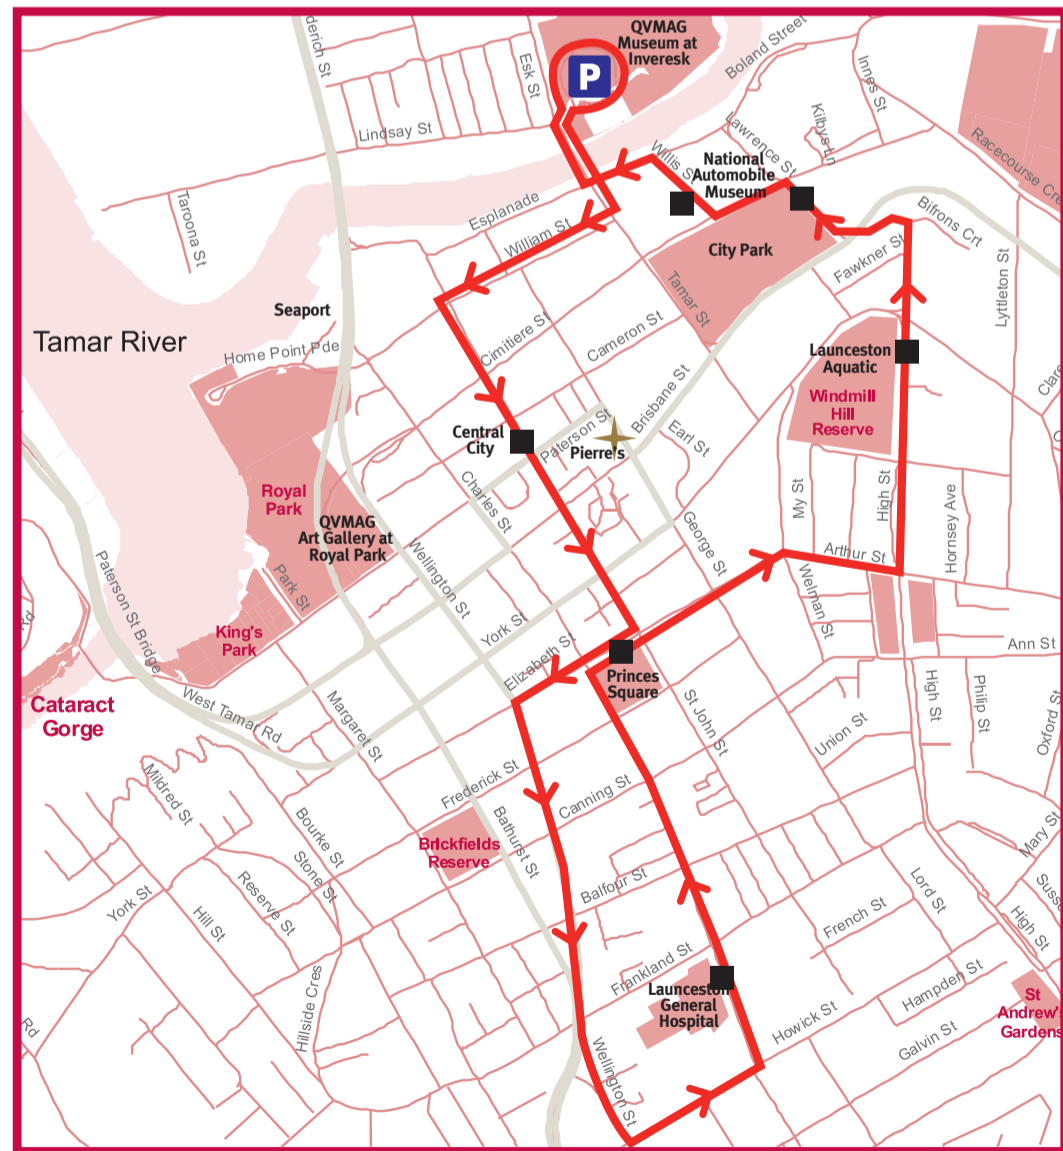 QVMAG
Museum at
Inveresk
P
derich St
Esk St
Boland Street
Innes St
Lindsay St
Kilbys Ln
Lawrence St
Racecourse Cre
Willis S
National
Automobile
Museum
Taroona St
Esplanade
William St
City Park
Bifrons Crt
Fawkner St
Tamar St
Lyttleton St
Seaport
Tamar River
Home Point Pde
Cimitiere St
Cameron St
Launceston
Aquatic
Windmill
Hill
Reserve
Clare
Brisbane St
Central
City
Paterson St
Pierre's
Earl St
Charles St
Royal
Park
QVMAG
Art Gallery at
Royal Park
My St
High St
Hornsey Ave
George St
Arthur St
Wellington St
Paterson St Bridge
Park St
Welman St
Rd
King's
Park
York St
Elizabeth St
Ann St
Princes
Square
Cataract
Gorge
West Tamar Rd
Margaret St
St John St
High St
Philip St
Oxford St
Union St
Mildred St
Frederick St
Canning St
Bourke St
Bathurst St
Brickfields
Reserve
Mary St
Stone St
Balfour St
York St
Reserve St
Hill St
Lord St
French St
Susse
High St
Frankland St
Launceston
General
Hospital
Hampden St
St
Andrew's
Gardens
Howick St
Galvin St
Hillside Cres
Rd
Wellington St